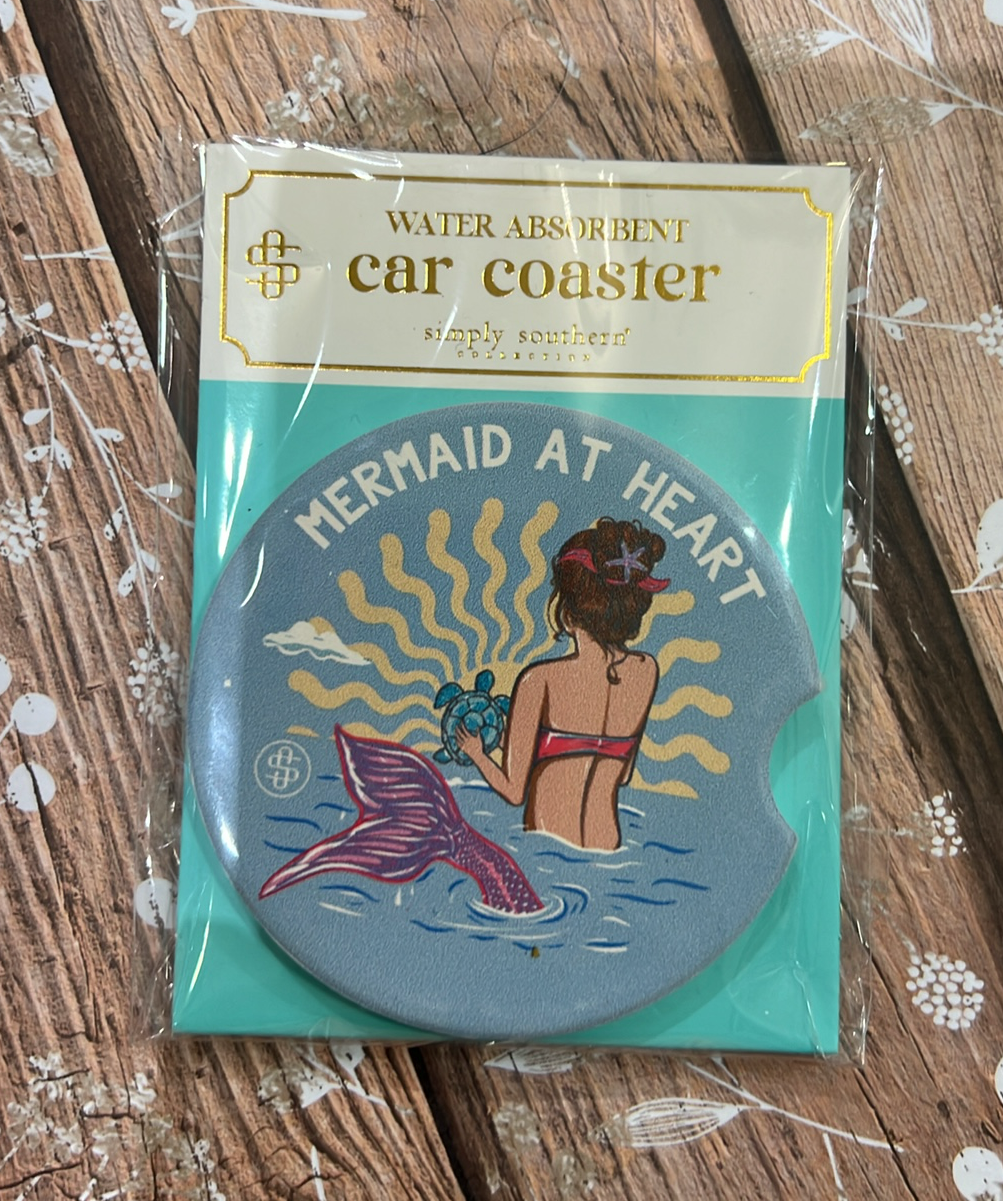 WATER ABSORBENT
car coaster
simply southern®
COLLECTION
MERMAID AT HEART